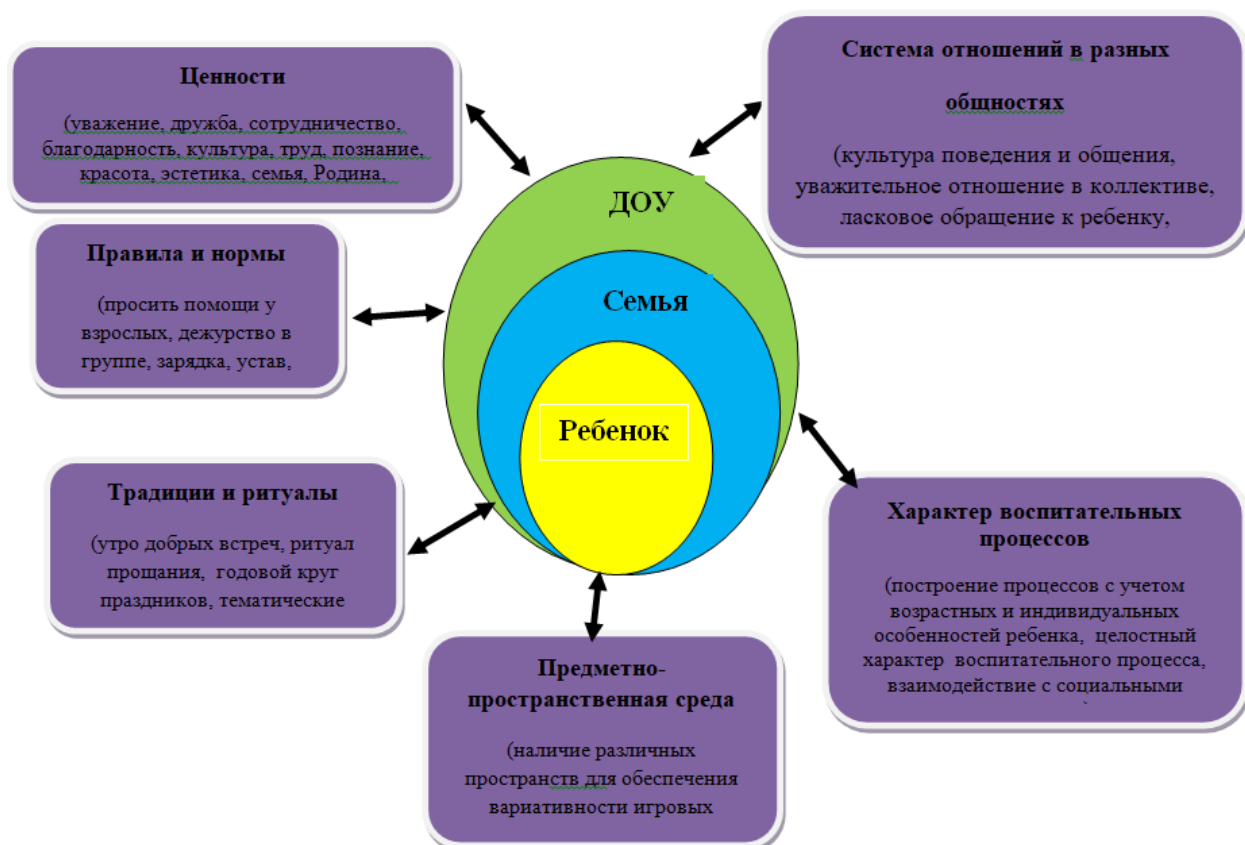 Ценности
(уважение, дружба, сотрудничество,
благодарность, культура, труд, познание,
красота, эстетика, семья, Родина,
Система отношений в разных
общностях
(культура поведения и общения,
уважительное отношение в коллективе,
ласковое обращение к ребенку,
Правила и нормы
(просить помощи у
взрослых, дежурство в
группе, зарядка, устав,
ДОУ
Семья
Ребенок
Традиции и ритуалы
(утро добрых встреч, ритуал
прощания, годовой круг
праздников, тематические
Характер воспитательных
процессов
(построение процессов с учетом
возрастных и индивидуальных
особенностей ребенка, целостный
характер воспитательного процесса,
взаимодействие с социальными
Предметно-
пространственная среда
(наличие различных
пространств для обеспечения
вариативности игровых